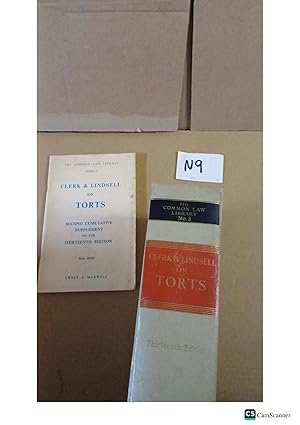 THE COMMON LAW LIBRARY
CLERK & LINDSELL
ON
TORTS
SECOND CUMULATIVE
SUPPLEMENT
TO THE
THIRTEENTH EDITION
SWEET & MAXWELL
N9
THE
COMMON LAW
LIBRARY
No. 3
CLERK & LINDSELL
ON
TORTS
Thirteenth Edition
CS CamScanner